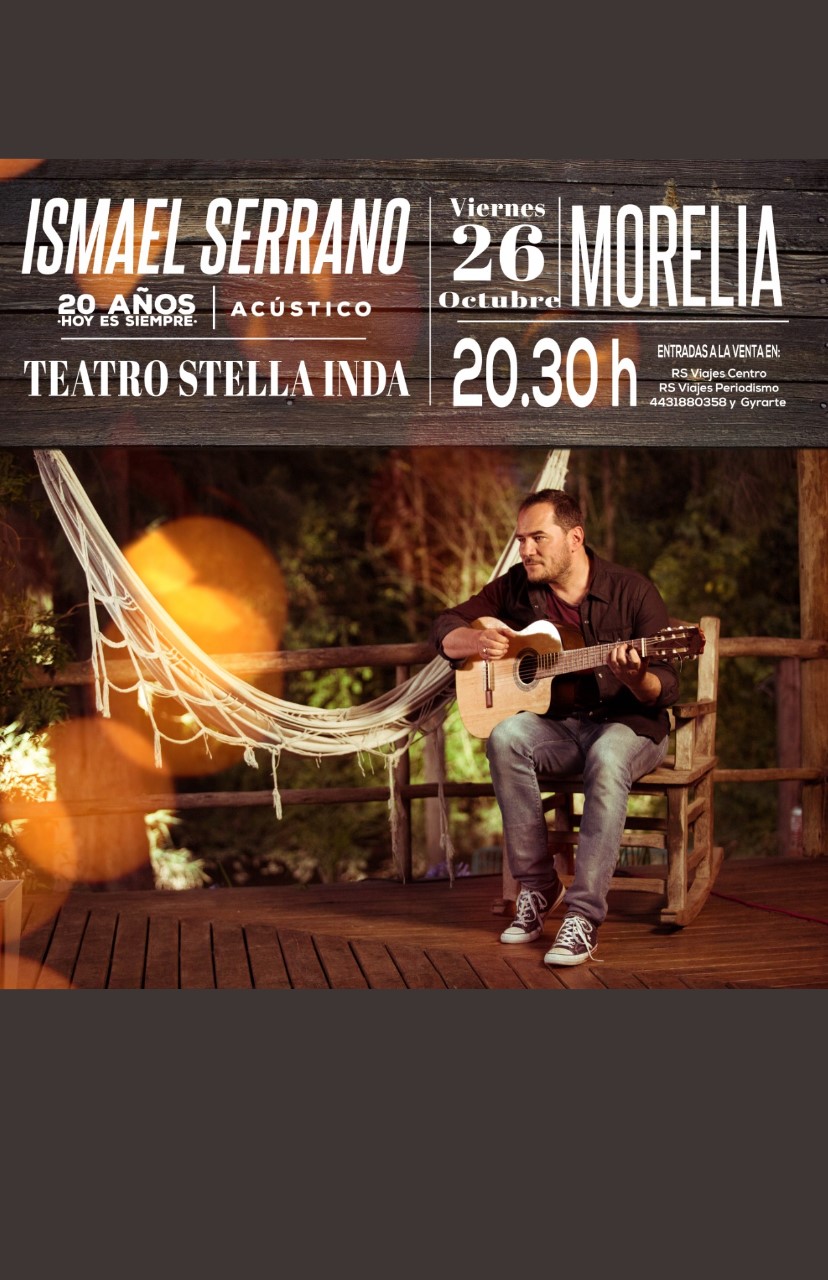 ISMAEL SERRANO
20 AÑOS
·HOY ES SIEMPRE·
ACÚSTICO
TEATRO STELLA INDA
Viernes
26
Octubre
MORELIA
20.30 h
ENTRADAS A LA VENTA EN:
RS Viajes Centro
RS Viajes Periodismo
4431880358 y Gyrarte